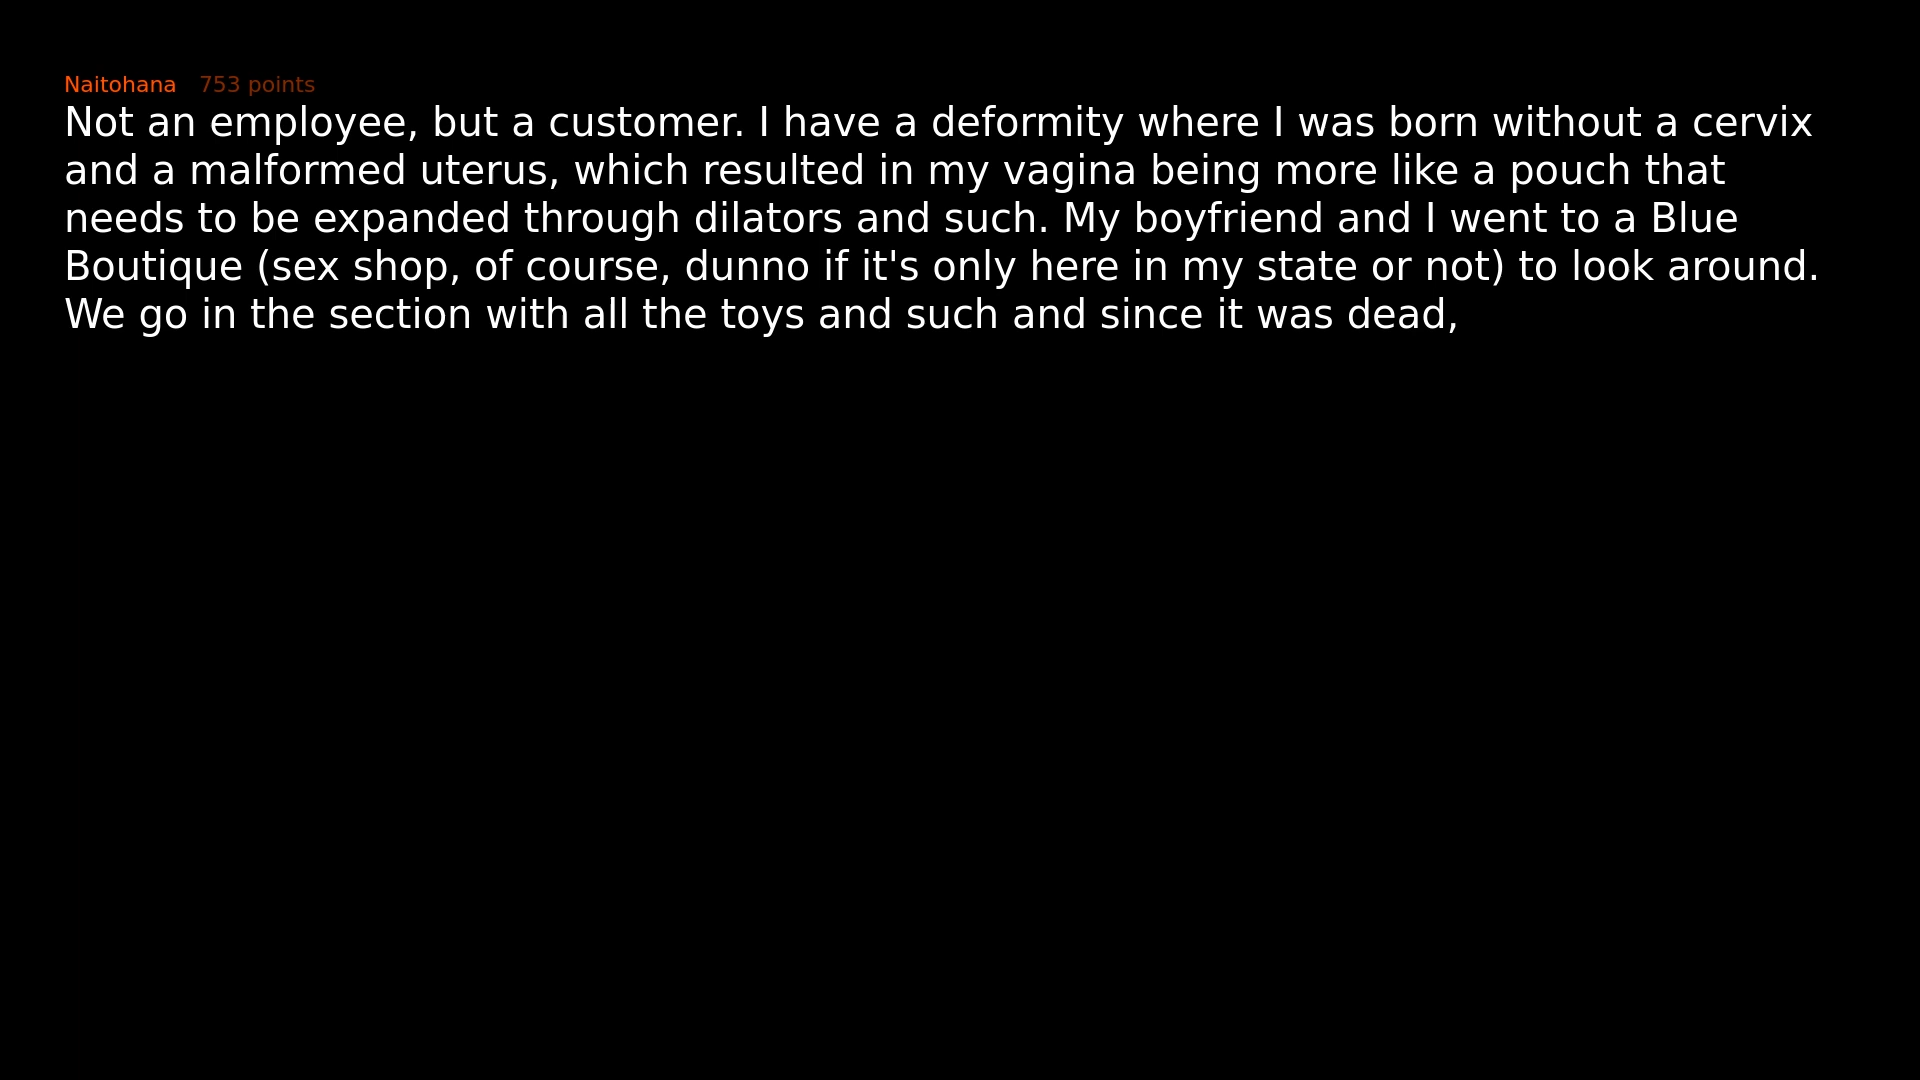 Naitohana 753 points
Not an employee, but a customer. I have a deformity where I was born without a cervix
and a malformed uterus, which resulted in my vagina being more like a pouch that
needs to be expanded through dilators and such. My boyfriend and I went to a Blue
Boutique (sex shop, of course, dunno if it's only here in my state or not) to look around.
We go in the section with all the toys and such and since it was dead,